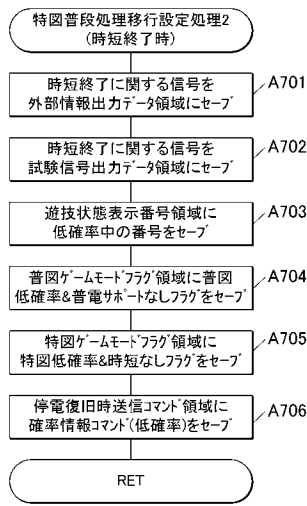 特図普段処理移行設定処理2
(時短終了時)
時短終了に関する信号を
外部情報出力データ領域にセーブ
A701
時短終了に関する信号を
試験信号出力データ領域にセーブ
A702
遊技状態表示番号領域に
低確率中の番号をセーブ
A703
普図ゲームモードフラグ領域に普図
低確率&普電サポートなしフラグをセーブ
A704
特図ゲームモードフラグ領域に
特図低確率&時短なしフラグをセーブ
A705
停電復旧時送信コマンド領域に
確率情報コマンド(低確率)をセーブ
A706
RET